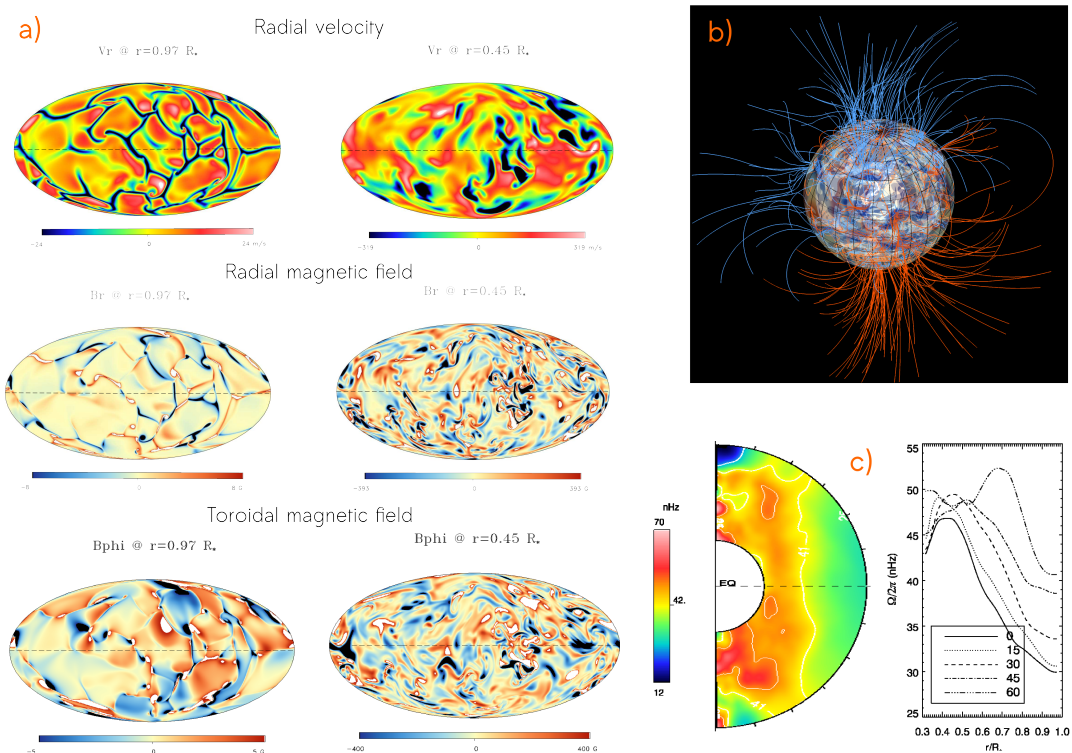 a)
Radial velocity
Vr @ r=0.97 R*
Vr @ r=0.45 R*
-24 0 24 m/s
-319 0 319 m/s
Radial magnetic field
Br @ r=0.97 R*
Br @ r=0.45 R*
-8 0 8 G
-393 0 393 G
Toroidal magnetic field
Bphi @ r=0.97 R*
Bphi @ r=0.45 R*
-5 0 5 G
-400 0 400 G
b)
c)
nHz
70
42.
12
EQ
41
41
Ω/2π (nHz)
55
50
45
40
35
30
25
0
15
30
45
60
0.3 0.4 0.5 0.6 0.7 0.8 0.9 1.0
r/R*